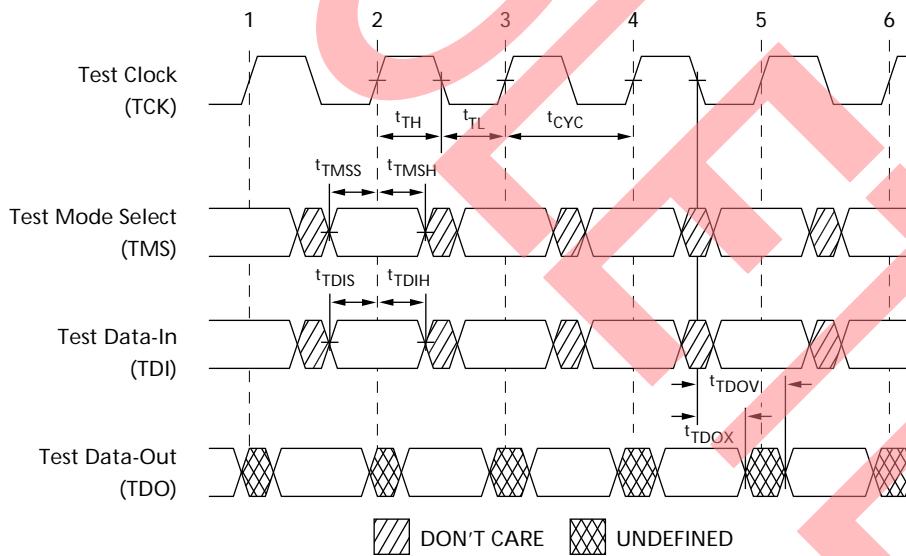 1 2 3 4 5 6
Test Clock
(TCK)
tTH tTL tCYC
tTMSS tTMSH
Test Mode Select
(TMS)
tTDIS tTDIH
Test Data-In
(TDI)
tTDOV
tTDOX
Test Data-Out
(TDO)
DON'T CARE UNDEFINED